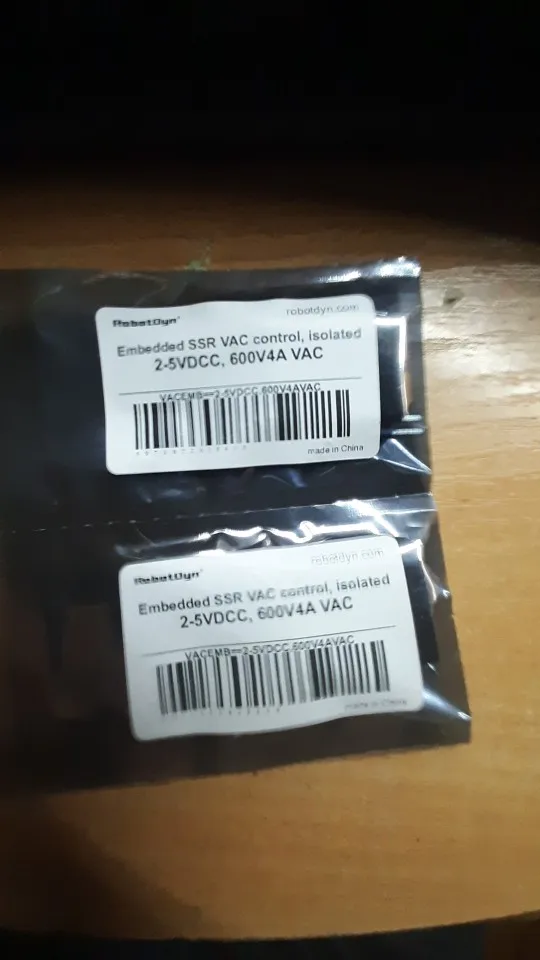 RobotDyn
robotdyn.com
Embedded SSR VAC control, isolated
2-5VDCC, 600V4A VAC
VACEMB==2-5VDCC,600V4AVAC
made in China
RobotDyn
robotdyn.com
Embedded SSR VAC control, isolated
2-5VDCC, 600V4A VAC
VACEMB==2-5VDCC,600V4AVAC
made in China